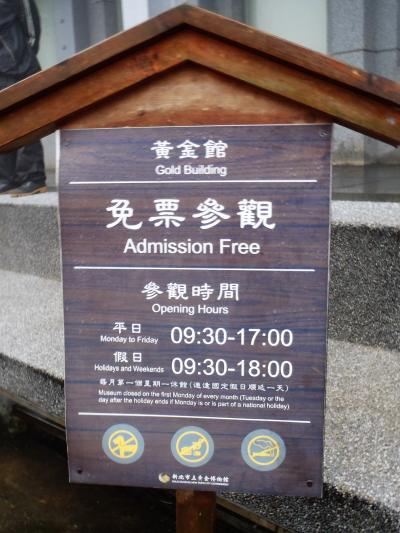 黃金館
Gold Building
免票參觀
Admission Free
參觀時間
Opening Hours
平日 09:30-17:00
Monday to Friday
假日 09:30-18:00
Holidays and Weekends
每月第一個星期一休館(適逢國定假日順延一天)
Museum closed on the first Monday of every month (Tuesday or the
day after the holiday ends if Monday is or is part of a national holiday)
新北市立黃金博物館